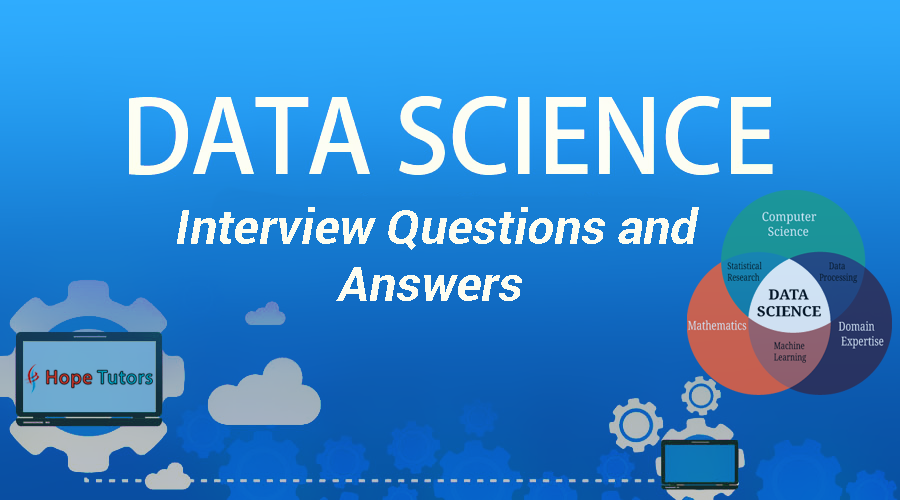 DATA SCIENCE
Interview Questions and
Answers
Computer
Science
Statistical
Research
Data
Processing
DATA
SCIENCE
Mathematics
Domain
Expertise
Machine
Learning
Hope Tutors